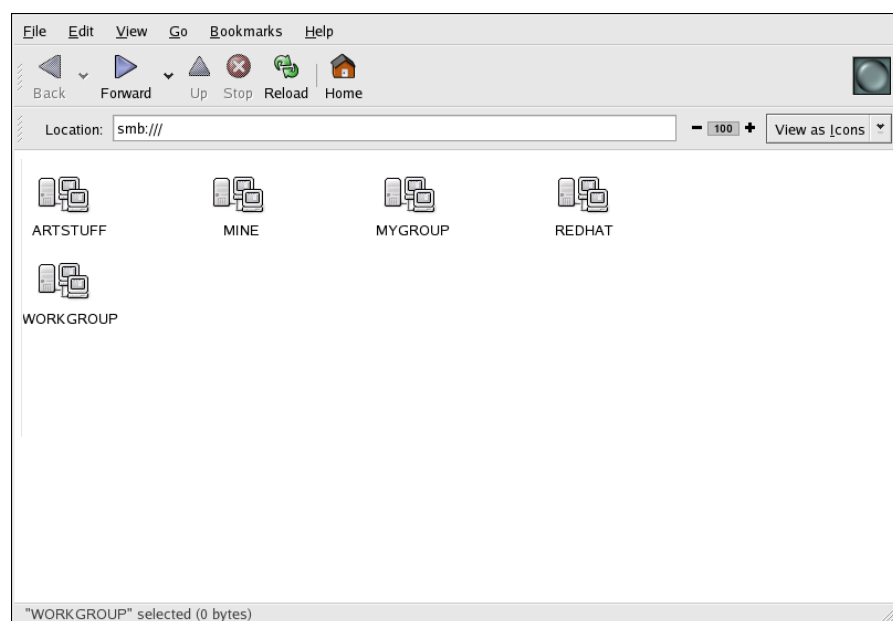 File Edit View Go Bookmarks Help
Back Forward Up Stop Reload Home
Location: smb:/// 100 View as Icons
ARTSTUFF MINE MYGROUP REDHAT
WORKGROUP
"WORKGROUP" selected (0 bytes)